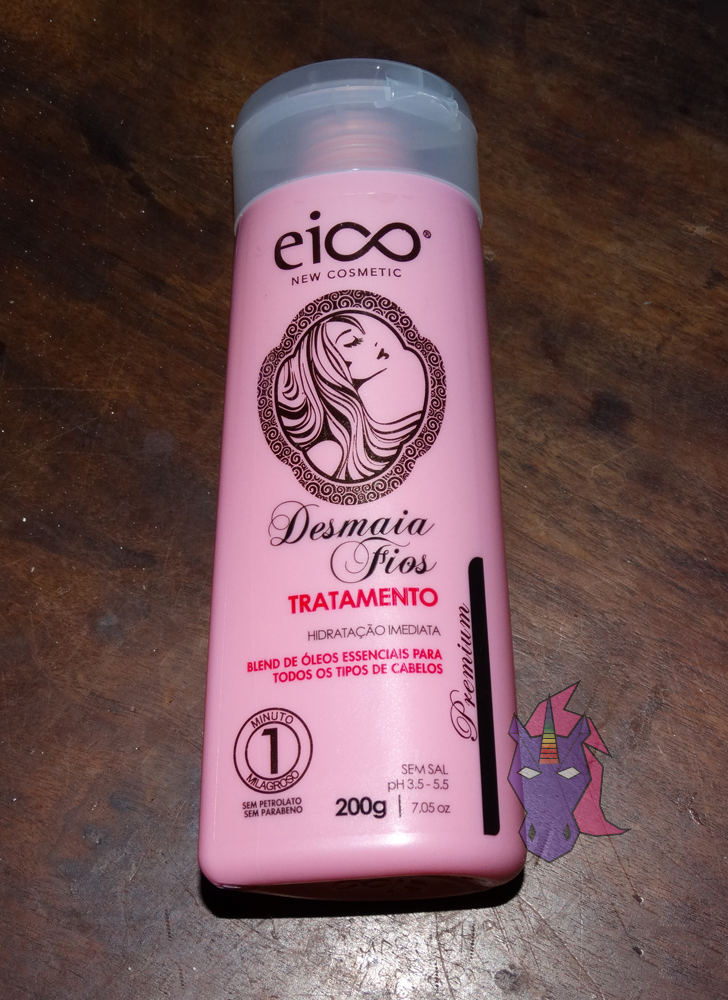 eico®
NEW COSMETIC
Desmaia
Fios
TRATAMENTO
HIDRATAÇÃO IMEDIATA
BLEND DE ÓLEOS ESSENCIAIS PARA
TODOS OS TIPOS DE CABELOS
Premium
MINUTO
1
MILAGROSO
SEM PETROLATO
SEM PARABENO
SEM SAL
pH 3.5 - 5.5
200g | 7,05 oz